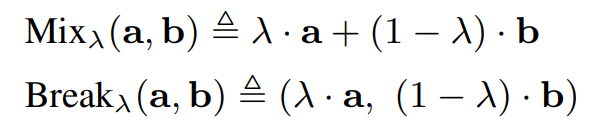 Mixλ(a, b) ≜ λ · a + (1 − λ) · b
Breakλ(a, b) ≜ (λ · a, (1 − λ) · b)